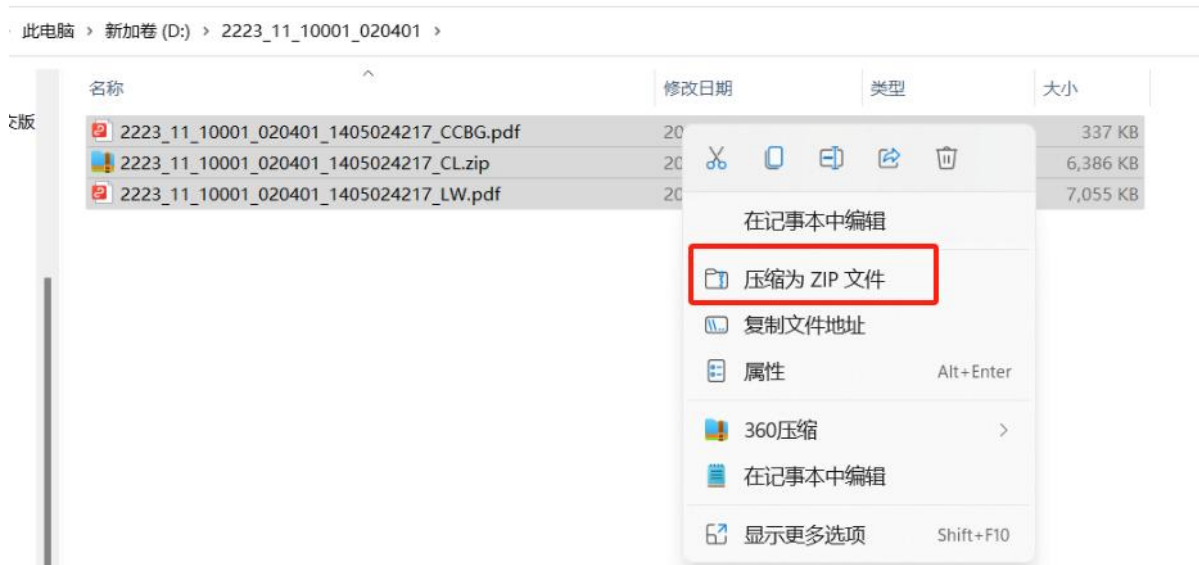 此电脑 > 新加卷 (D:) > 2223_11_10001_020401 >
名称 修改日期 类型 大小
2223_11_10001_020401_1405024217_CCBG.pdf 20 337 KB
2223_11_10001_020401_1405024217_CL.zip 20 6,386 KB
2223_11_10001_020401_1405024217_LW.pdf 20 7,055 KB
在记事本中编辑
压缩为 ZIP 文件
复制文件地址
属性 Alt+Enter
360压缩
在记事本中编辑
显示更多选项 Shift+F10